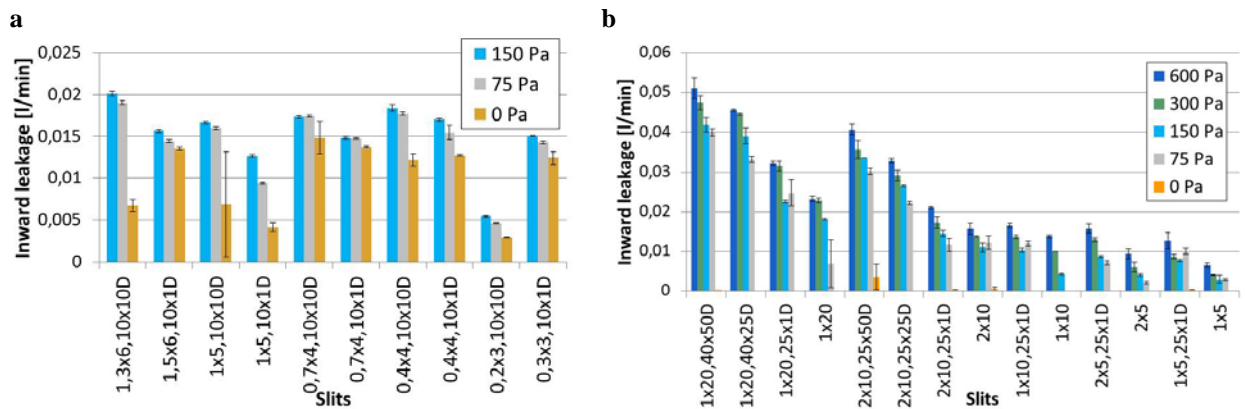 a
0,025
0,02
0,015
0,01
0,005
0
Inward leakage [l/min]
150 Pa
75 Pa
0 Pa
1,3x6,10x10D
1,5x6,10x1D
1x5,10x10D
1x5,10x1D
0,7x4,10x10D
0,7x4,10x1D
0,4x4,10x10D
0,4x4,10x1D
0,2x3,10x10D
0,3x3,10x1D
Slits
b
0,06
0,05
0,04
0,03
0,02
0,01
0
Inward leakage [l/min]
600 Pa
300 Pa
150 Pa
75 Pa
0 Pa
1x20,40x50D
1x20,40x25D
1x20,25x1D
1x20
2x10,25x50D
2x10,25x25D
2x10,25x1D
2x10
1x10,25x1D
1x10
2x5,25x1D
2x5
1x5,25x1D
1x5
Slits